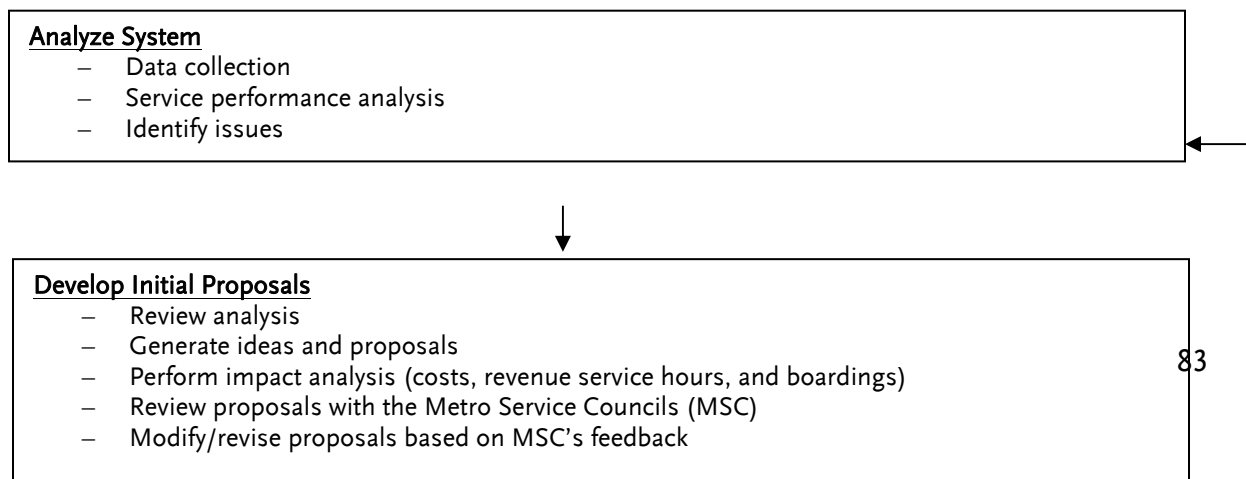 Analyze System
– Data collection
– Service performance analysis
– Identify issues
Develop Initial Proposals
– Review analysis
– Generate ideas and proposals
– Perform impact analysis (costs, revenue service hours, and boardings)
– Review proposals with the Metro Service Councils (MSC)
– Modify/revise proposals based on MSC’s feedback
83